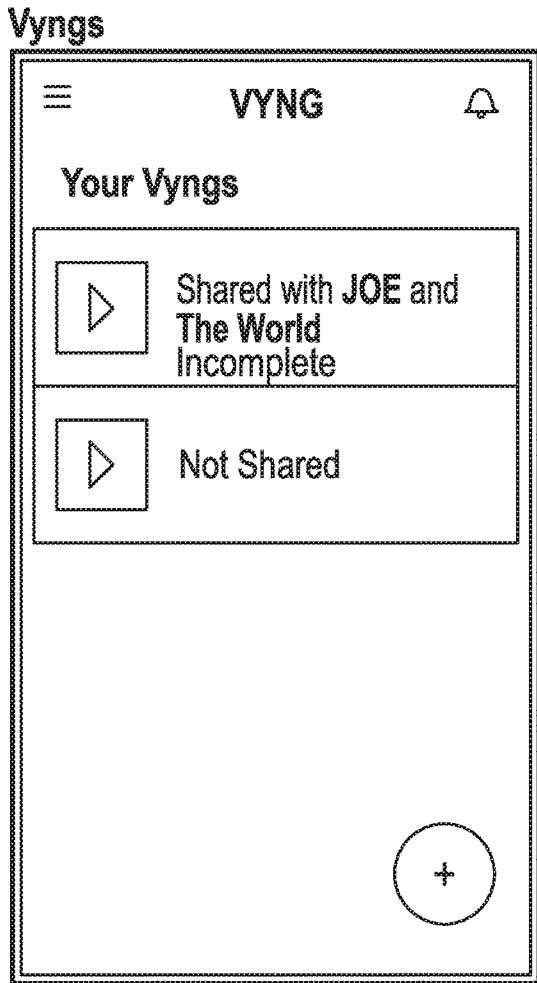 Vyngs
VYNG
Your Vyngs
Shared with JOE and
The World
Incomplete
Not Shared
+